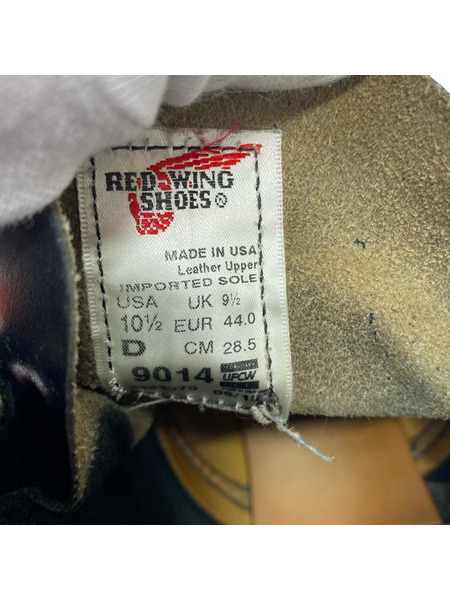 RED WING
SHOES®
MADE IN USA
Leather Upper
IMPORTED SOLE
USA UK 9½
10½ EUR 44.0
D CM 28.5
9014 UFCW